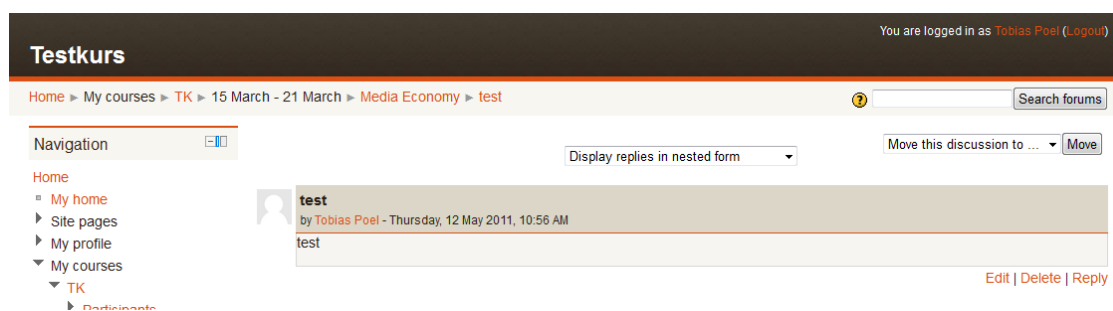 You are logged in as Tobias Poel (Logout)
Testkurs
Home ► My courses ► TK ► 15 March - 21 March ► Media Economy ► test
Search forums
Navigation
Display replies in nested form
Move this discussion to ...
Move
Home
My home
Site pages
My profile
My courses
TK
Participants
test
by Tobias Poel - Thursday, 12 May 2011, 10:56 AM
test
Edit | Delete | Reply